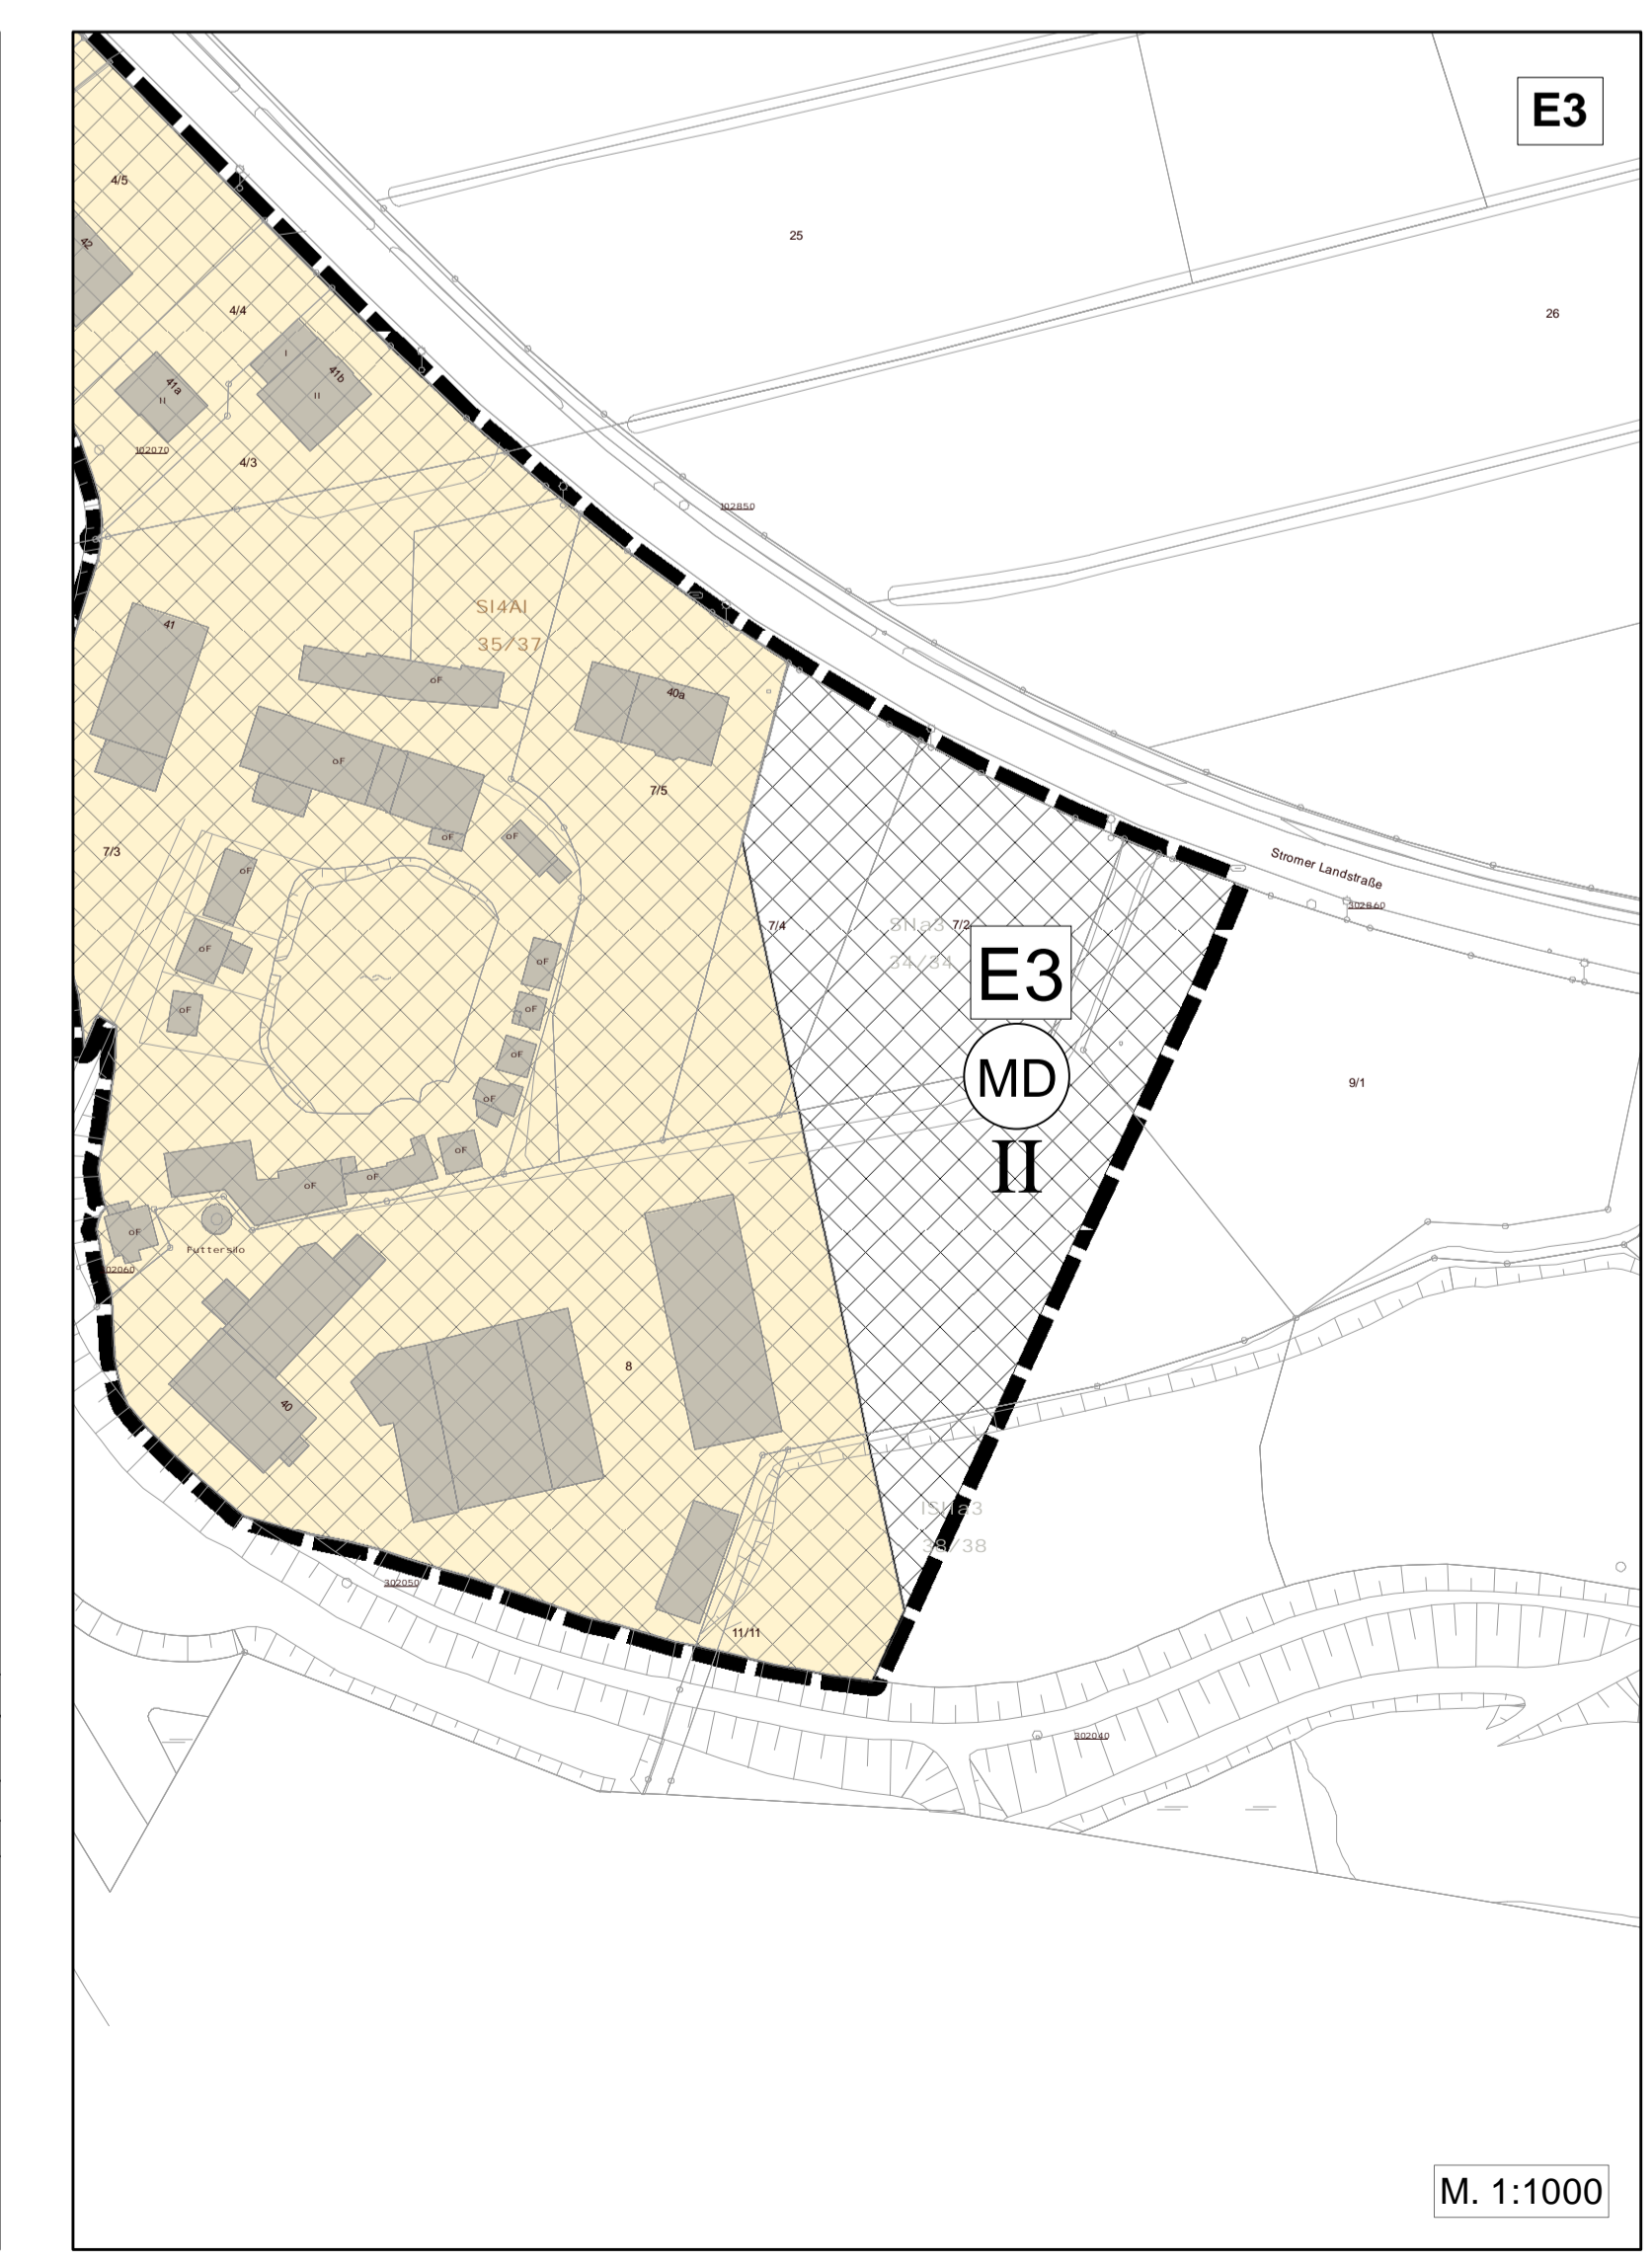 E3
4/5
25
42
4/4
26
I
41b
41a
II
II
102070
4/3
102850
Sl4Al
35/37
41
oF
40a
oF
7/5
oF
oF
7/3
Stromer Landstraße
oF
302860
7/4
SNa3
7/2
oF
34/34
oF
E3
oF
oF
oF
MD
9/1
oF
II
oF
oF
oF
oF
Futtersilo
02060
8
40
lSNa3
38/38
302050
11/11
302040
M. 1:1000